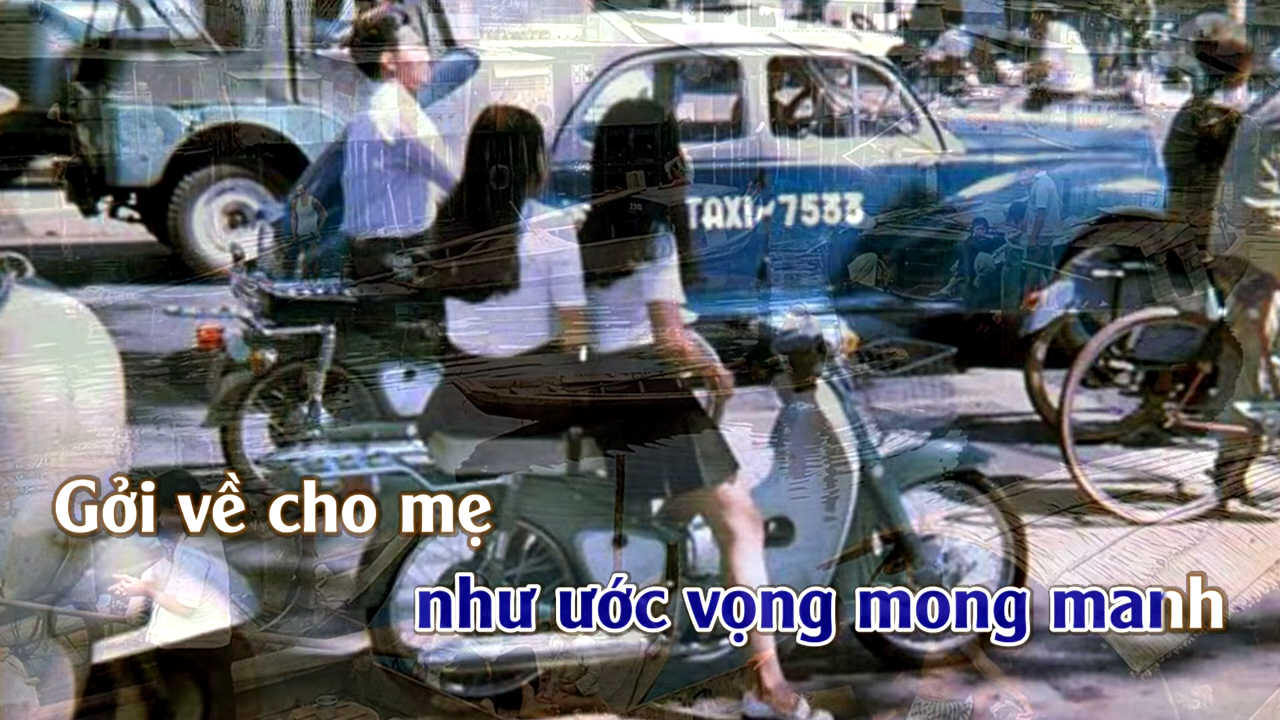 TAXI-7533
Gởi về cho mẹ
như ước vọng mong manh